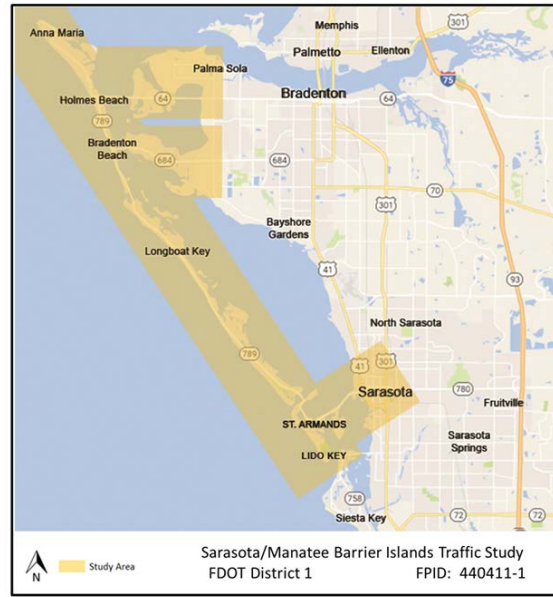 Memphis
301
Anna Maria
Palmetto
Ellenton
Palma Sola
75
Bradenton
Holmes Beach
64
64
789
Bradenton
Beach
684
684
70
301
Bayshore
Gardens
Longboat Key
41
93
North Sarasota
789
41
301
Sarasota
780
Fruitville
ST. ARMANDS
Sarasota
Springs
LIDO KEY
758
Siesta Key
72
72
N
Study Area
Sarasota/Manatee Barrier Islands Traffic Study
FDOT District 1 FPID: 440411-1